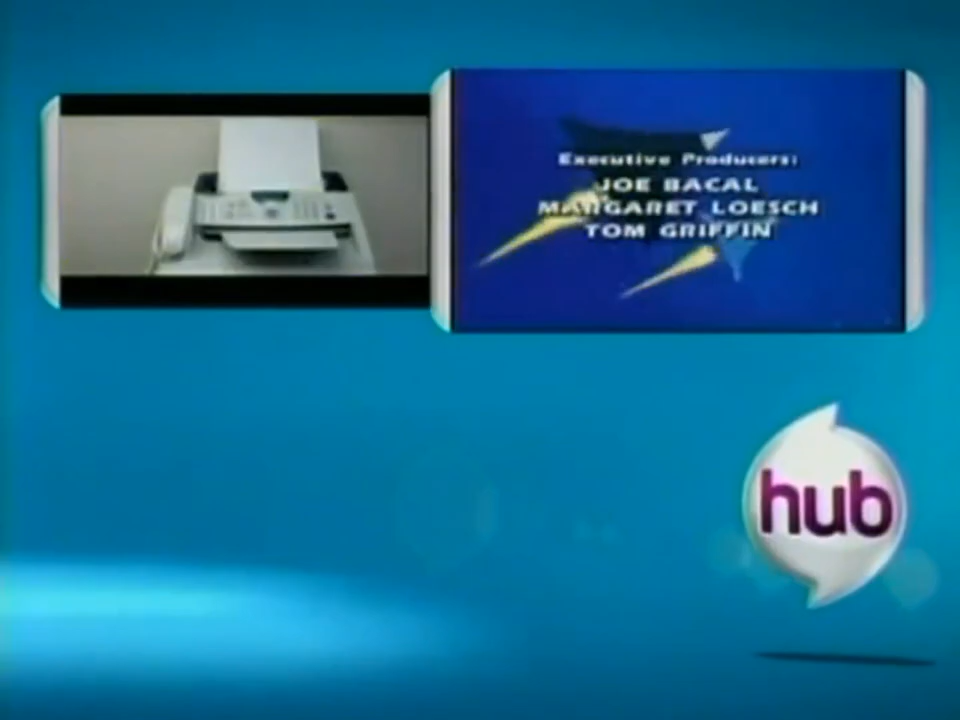 Executive Producers:
JOE BACAL
MARGARET LOESCH
TOM GRIFFIN
hub